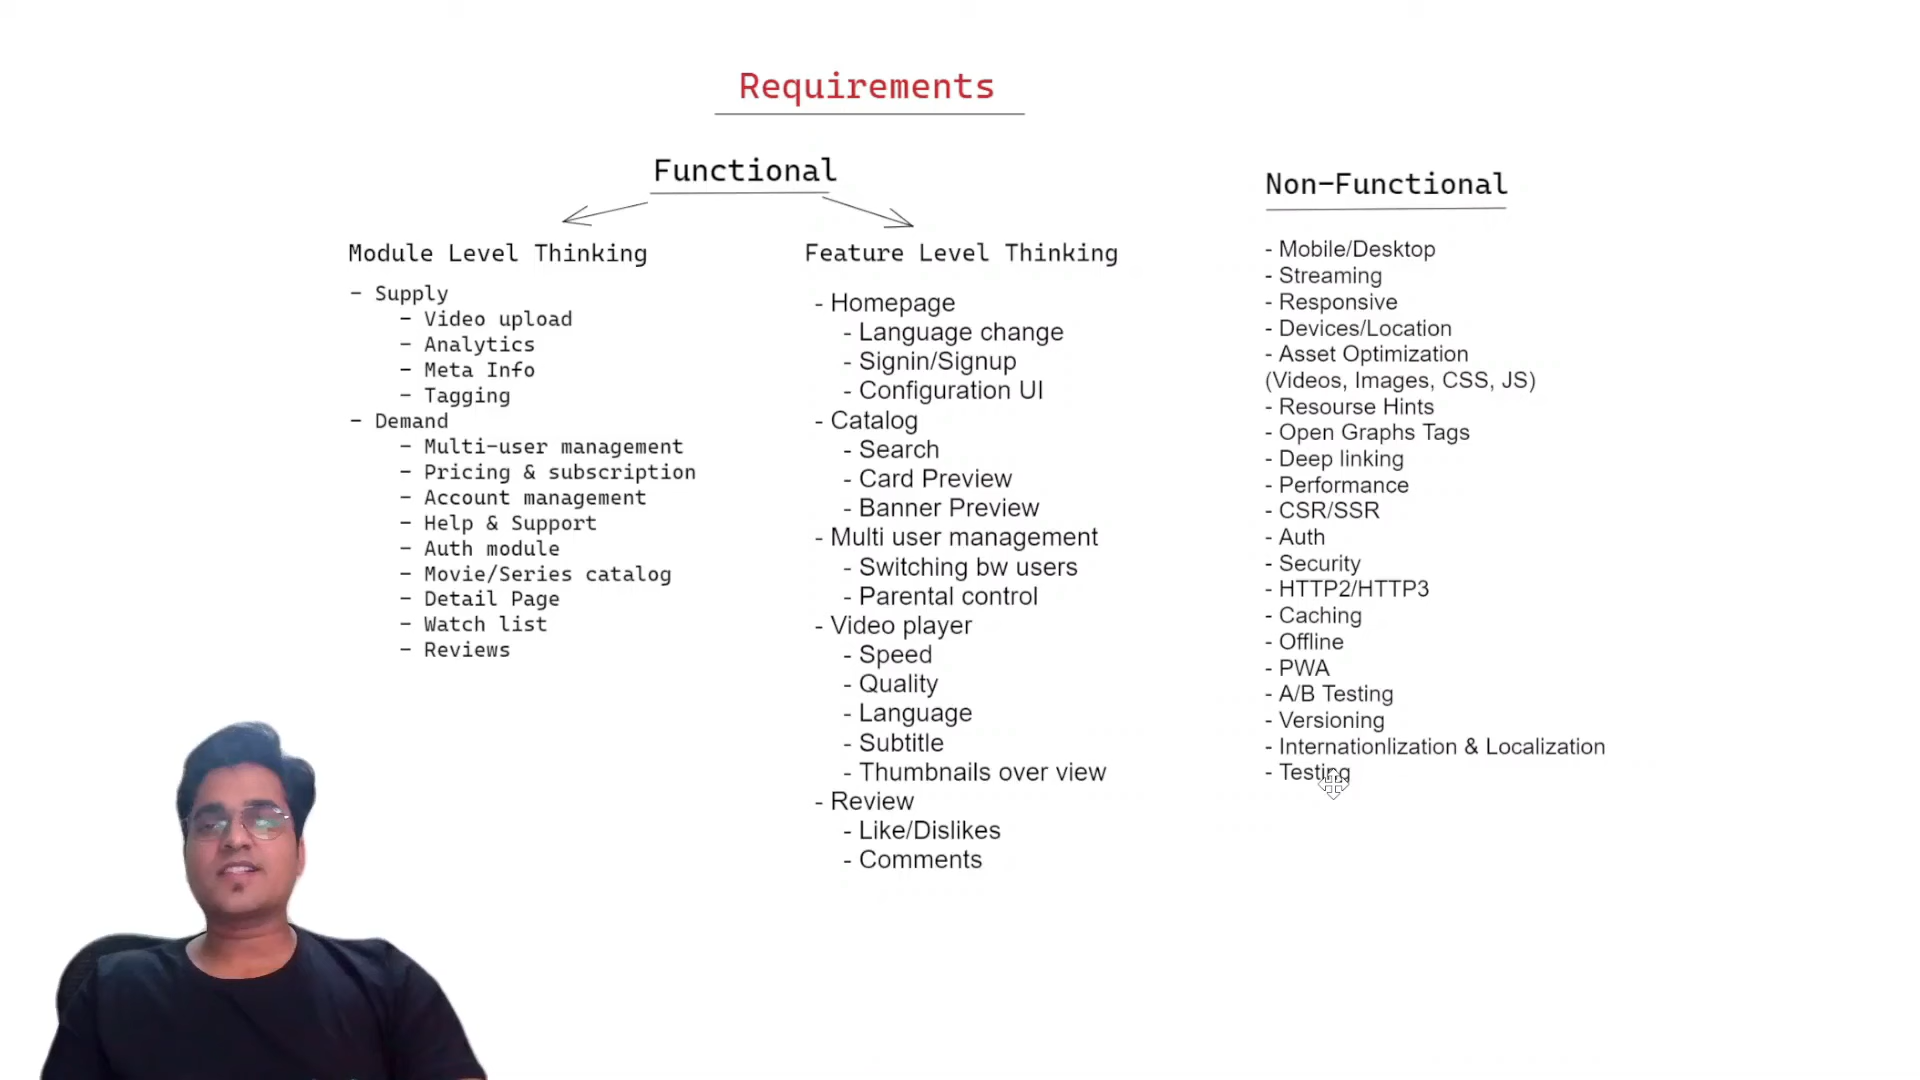 Requirements
Functional
Module Level Thinking
- Supply
- Video upload
- Analytics
- Meta Info
- Tagging
- Demand
- Multi-user management
- Pricing & subscription
- Account management
- Help & Support
- Auth module
- Movie/Series catalog
- Detail Page
- Watch list
- Reviews
Feature Level Thinking
- Homepage
- Language change
- Signin/Signup
- Configuration UI
- Catalog
- Search
- Card Preview
- Banner Preview
- Multi user management
- Switching bw users
- Parental control
- Video player
- Speed
- Quality
- Language
- Subtitle
- Thumbnails over view
- Review
- Like/Dislikes
- Comments
Non-Functional
- Mobile/Desktop
- Streaming
- Responsive
- Devices/Location
- Asset Optimization
(Videos, Images, CSS, JS)
- Resourse Hints
- Open Graphs Tags
- Deep linking
- Performance
- CSR/SSR
- Auth
- Security
- HTTP2/HTTP3
- Caching
- Offline
- PWA
- A/B Testing
- Versioning
- Internationlization & Localization
- Testing